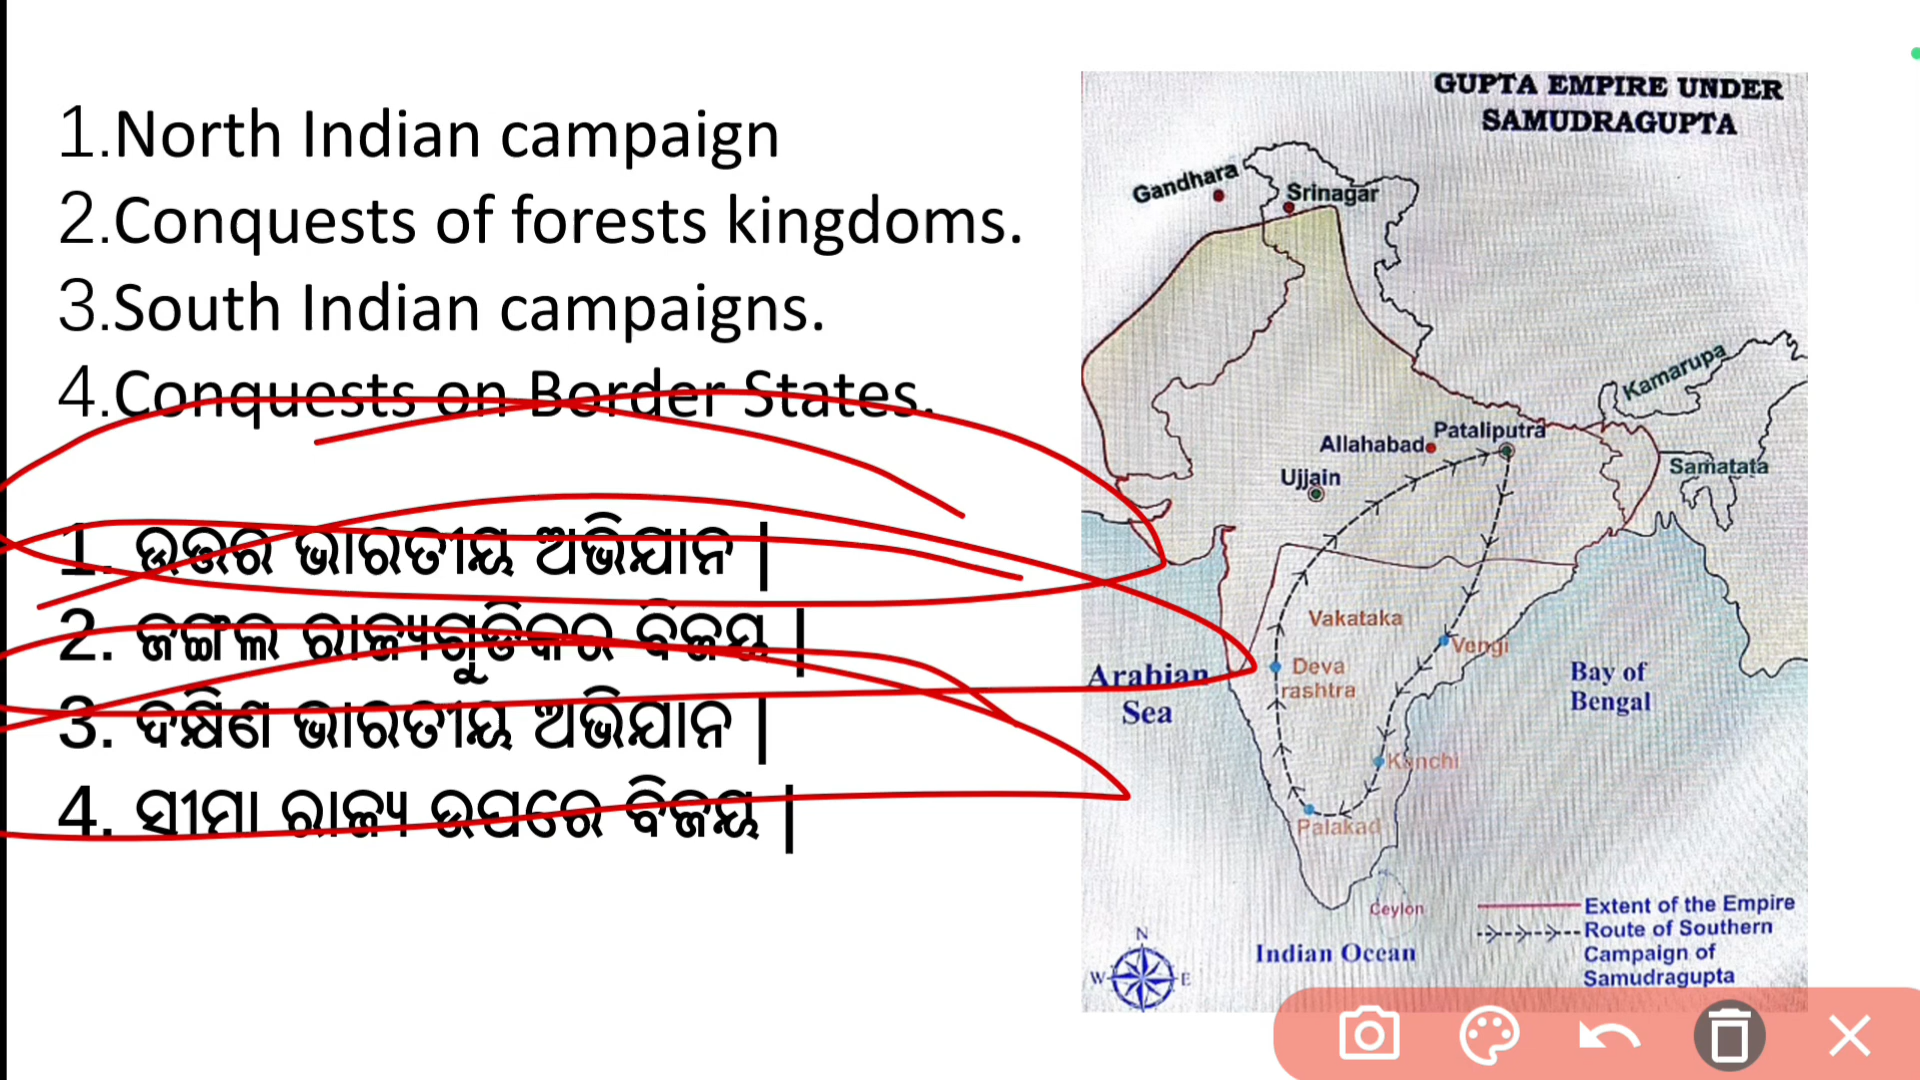 1.North Indian campaign
2.Conquests of forests kingdoms.
3.South Indian campaigns.
4.Conquests on Border States.
1. ଉତ୍ତର ଭାରତୀୟ ଅଭିଯାନ |
2. ଜଙ୍ଗଲ ରାଜ୍ୟଗୁଡିକର ବିଜୟ |
3. ଦକ୍ଷିଣ ଭାରତୀୟ ଅଭିଯାନ |
4. ସୀମା ରାଜ୍ୟ ଉପରେ ବିଜୟ |
GUPTA EMPIRE UNDER
SAMUDRAGUPTA
Gandhara
Srinagar
Kamarupa
Pataliputra
Allahabad
Samatata
Ujjain
Vakataka
Vengi
Deva
rashtra
Arabian
Sea
Bay of
Bengal
Kanchi
Palakad
Ceylon
Extent of the Empire
Route of Southern
Campaign of
Samudragupta
Indian Ocean
N
W
E